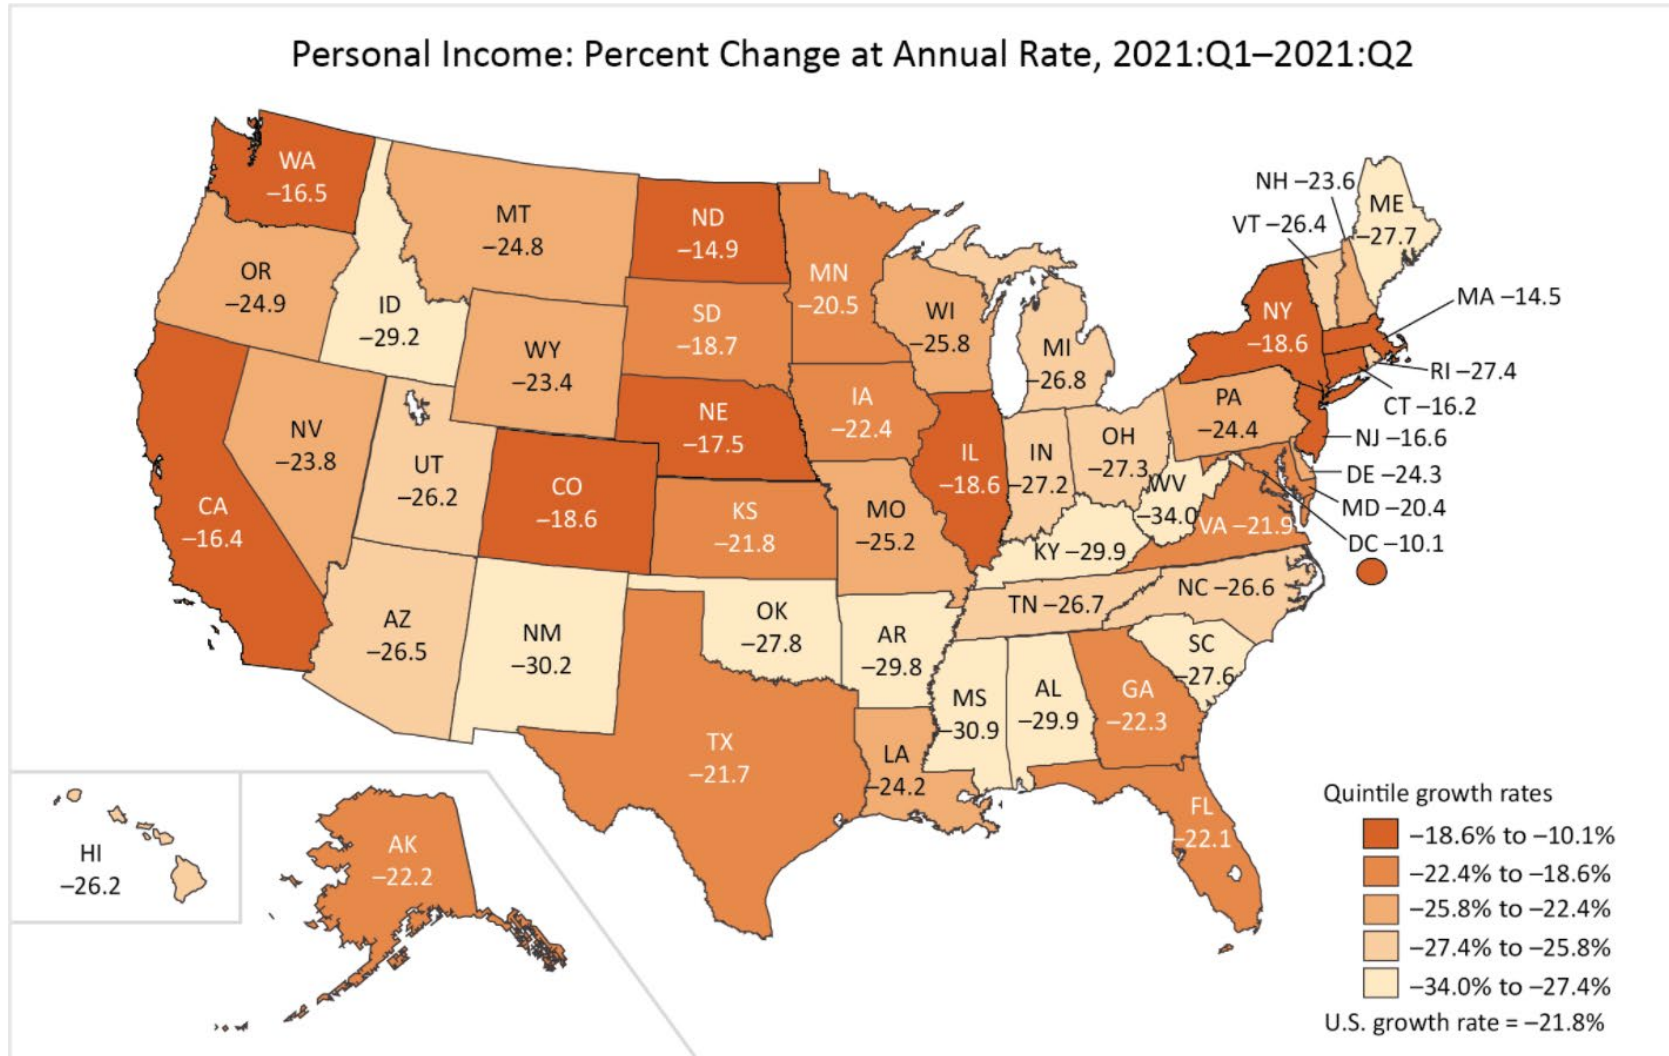 Personal Income: Percent Change at Annual Rate, 2021:Q1–2021:Q2
WA
–16.5
OR
–24.9
CA
–16.4
ID
–29.2
NV
–23.8
MT
–24.8
WY
–23.4
UT
–26.2
AZ
–26.5
CO
–18.6
NM
–30.2
ND
–14.9
SD
–18.7
NE
–17.5
KS
–21.8
OK
–27.8
TX
–21.7
MN
–20.5
IA
–22.4
MO
–25.2
AR
–29.8
LA
–24.2
WI
–25.8
IL
–18.6
MI
–26.8
IN
–27.2
OH
–27.3
KY –29.9
TN –26.7
MS
–30.9
AL
–29.9
GA
–22.3
FL
–22.1
SC
–27.6
NC –26.6
VA –21.9
WV
–34.0
PA
–24.4
NY
–18.6
NH –23.6
VT –26.4
ME
–27.7
MA –14.5
RI –27.4
CT –16.2
NJ –16.6
DE –24.3
MD –20.4
DC –10.1
HI
–26.2
AK
–22.2
Quintile growth rates
–18.6% to –10.1%
–22.4% to –18.6%
–25.8% to –22.4%
–27.4% to –25.8%
–34.0% to –27.4%
U.S. growth rate = –21.8%